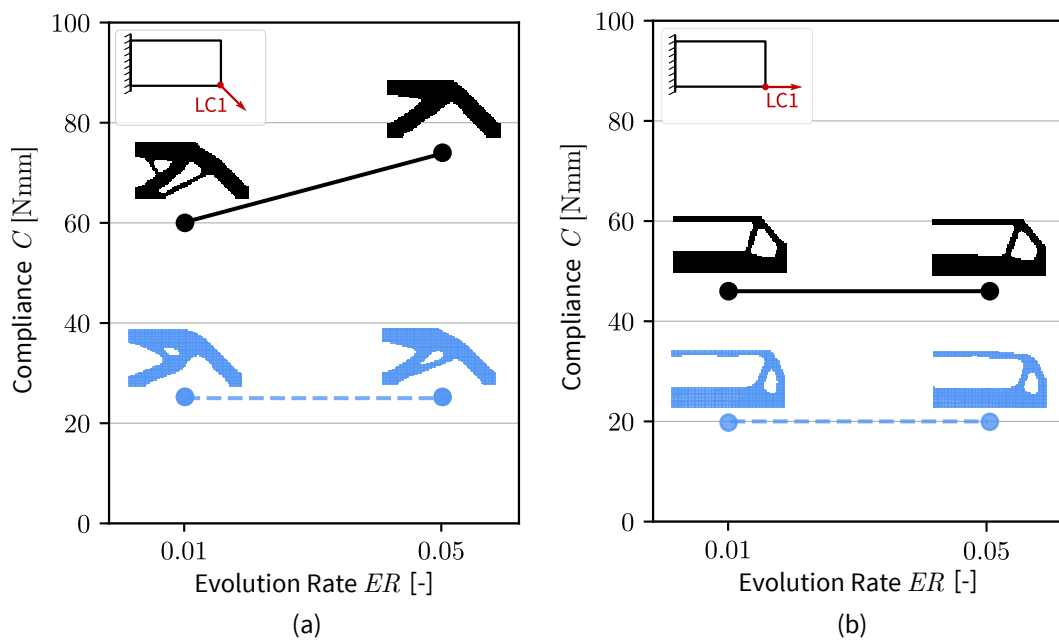 100
80
60
40
20
0
Compliance C [Nmm]
LC1
0.01
0.05
Evolution Rate ER [-]
(a)
100
80
60
40
20
0
Compliance C [Nmm]
LC1
0.01
0.05
Evolution Rate ER [-]
(b)